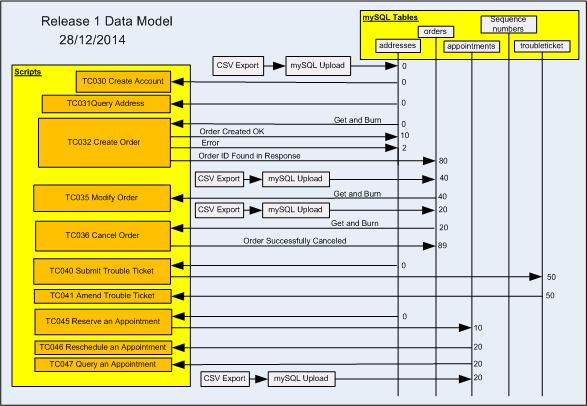 Release 1 Data Model
28/12/2014
mySQL Tables
Sequence
numbers
orders
addresses
appointments
troubleticket
CSV Export
mySQL Upload
0
Scripts
TC030 Create Account
0
TC031Query Address
0
Get and Burn
0
TC032 Create Order
Order Created OK
10
Error
2
Order ID Found in Response
80
CSV Export
mySQL Upload
40
TC035 Modify Order
Get and Burn
40
CSV Export
mySQL Upload
20
TC036 Cancel Order
Get and Burn
20
Order Successfully Canceled
89
TC040 Submit Trouble Ticket
0
50
TC041 Amend Trouble Ticket
50
TC045 Reserve an Appointment
0
10
TC046 Reschedule an Appointment
20
TC047 Query an Appointment
20
CSV Export
mySQL Upload
20